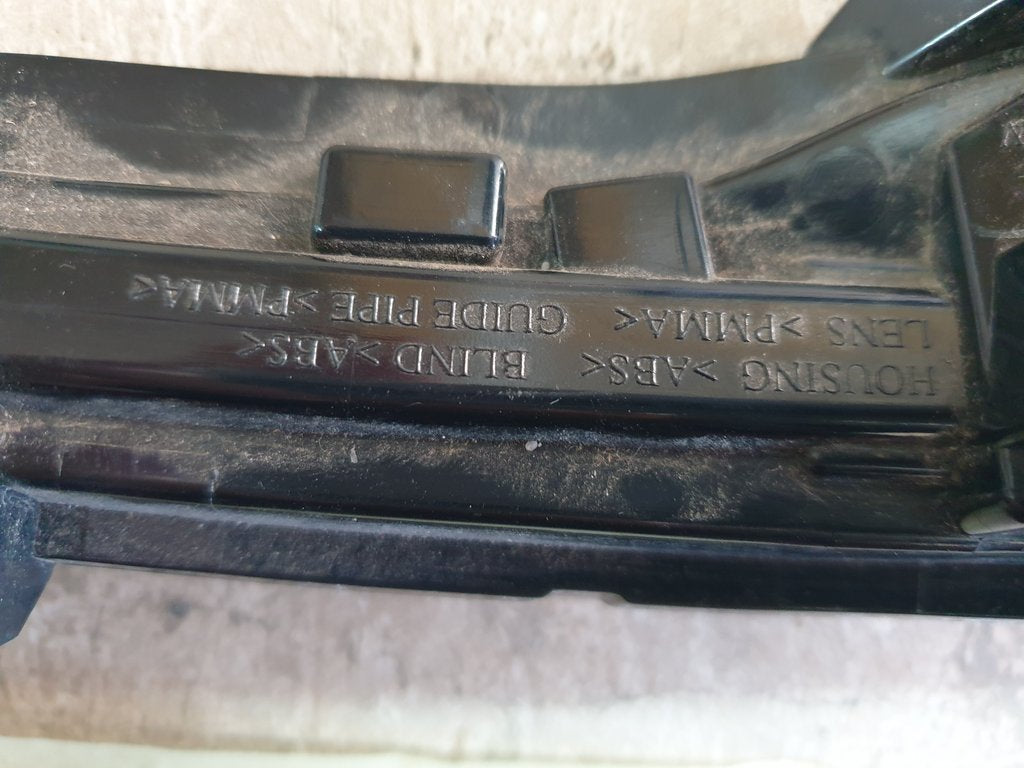 HOUSING >ABS< BLIND >ABS<
LENS >PMMA< GUIDE PIPE >PMMA<